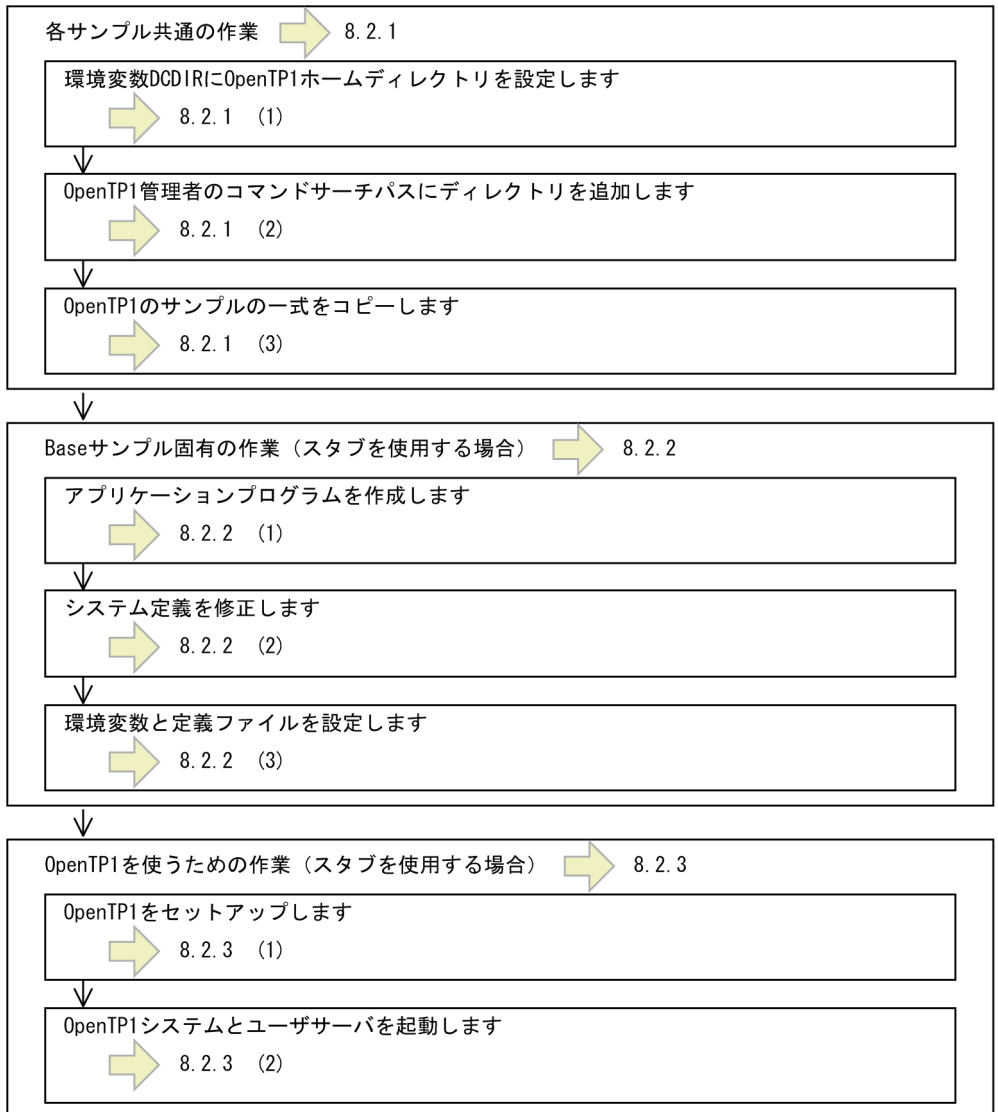 各サンプル共通の作業 8.2.1
環境変数DCDIRにOpenTP1ホームディレクトリを設定します
8.2.1 (1)
OpenTP1管理者のコマンドサーチパスにディレクトリを追加します
8.2.1 (2)
OpenTP1のサンプルの一式をコピーします
8.2.1 (3)
Baseサンプル固有の作業（スタブを使用する場合） 8.2.2
アプリケーションプログラムを作成します
8.2.2 (1)
システム定義を修正します
8.2.2 (2)
環境変数と定義ファイルを設定します
8.2.2 (3)
OpenTP1を使うための作業（スタブを使用する場合） 8.2.3
OpenTP1をセットアップします
8.2.3 (1)
OpenTP1システムとユーザサーバを起動します
8.2.3 (2)